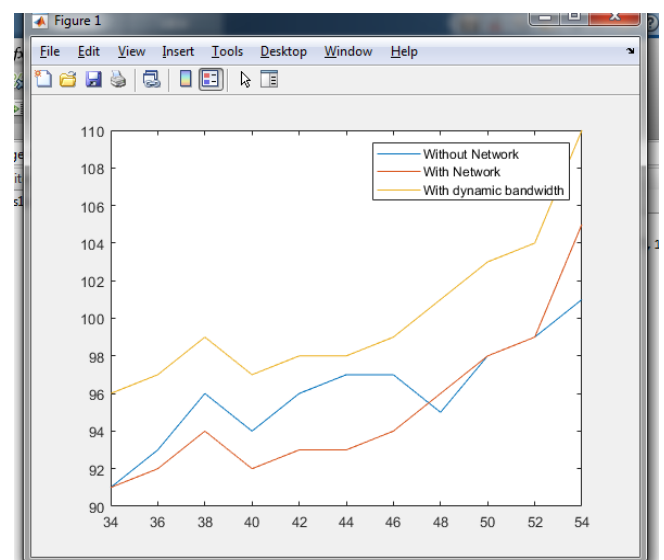 Figure 1
File Edit View Insert Tools Desktop Window Help
110
108
106
104
102
100
98
96
94
92
90
34 36 38 40 42 44 46 48 50 52 54
Without Network
With Network
With dynamic bandwidth